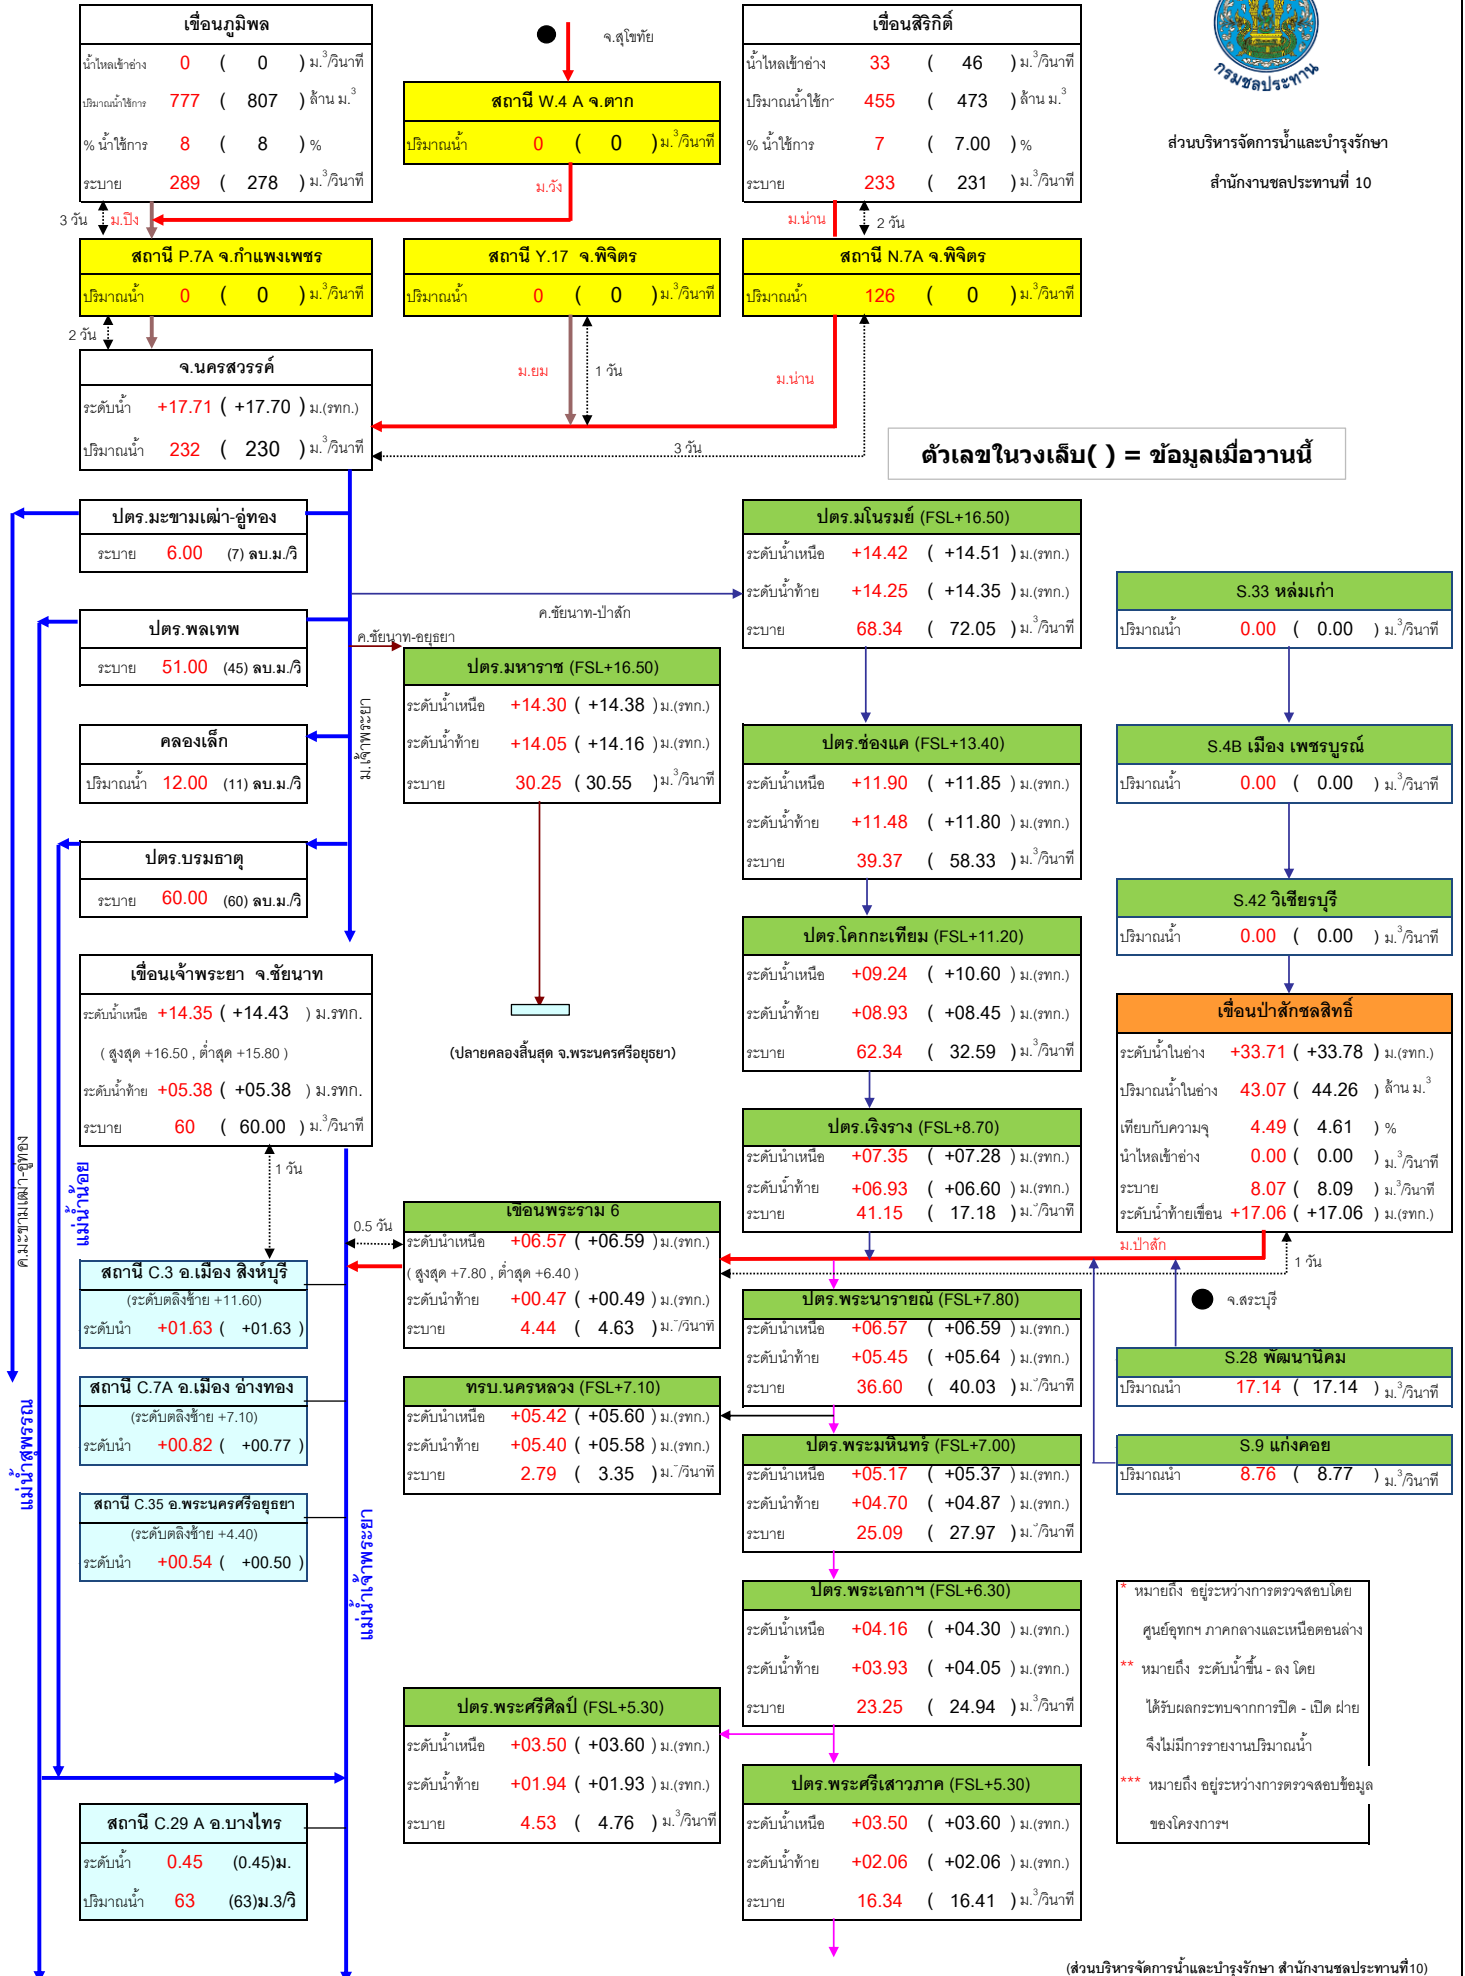 เขื่อนภูมิพล
น้ำไหลเข้าอ่าง 0 ( 0 ) ม.3/วินาที
ปริมาณน้ำใช้การ 777 ( 807 ) ล้าน ม.3
% น้ำใช้การ 8 ( 8 ) %
ระบาย 289 ( 278 ) ม.3/วินาที
จ.สุโขทัย
สถานี W.4 A จ.ตาก
ปริมาณน้ำ 0 ( 0 ) ม.3/วินาที
ม.วัง
เขื่อนสิริกิติ์
น้ำไหลเข้าอ่าง 33 ( 46 ) ม.3/วินาที
ปริมาณน้ำใช้กา 455 ( 473 ) ล้าน ม.3
% น้ำใช้การ 7 ( 7.00 ) %
ระบาย 233 ( 231 ) ม.3/วินาที
กรมชลประทาน
ส่วนบริหารจัดการน้ำและบำรุงรักษา
สำนักงานชลประทานที่ 10
3 วัน ม.ปิง
ม.น่าน 2 วัน
สถานี P.7A จ.กำแพงเพชร
ปริมาณน้ำ 0 ( 0 ) ม.3/วินาที
สถานี Y.17 จ.พิจิตร
ปริมาณน้ำ 0 ( 0 ) ม.3/วินาที
สถานี N.7A จ.พิจิตร
ปริมาณน้ำ 126 ( 0 ) ม.3/วินาที
2 วัน
ม.ยม 1 วัน
ม.น่าน
3 วัน
จ.นครสวรรค์
ระดับน้ำ +17.71 ( +17.70 ) ม.(รทก.)
ปริมาณน้ำ 232 ( 230 ) ม.3/วินาที
ตัวเลขในวงเล็บ( ) = ข้อมูลเมื่อวานนี้
ปตร.มะขามเฒ่า-อู่ทอง
ระบาย 6.00 (7) ลบ.ม./วิ
ปตร.พลเทพ
ระบาย 51.00 (45) ลบ.ม./วิ
คลองเล็ก
ปริมาณน้ำ 12.00 (11) ลบ.ม./วิ
ปตร.บรมธาตุ
ระบาย 60.00 (60) ลบ.ม./วิ
ม.เจ้าพระยา
ค.ชัยนาท-ป่าสัก
ค.ชัยนาท-อยุธยา
ปตร.มหาราช (FSL+16.50)
ระดับน้ำเหนือ +14.30 ( +14.38 ) ม.(รทก.)
ระดับน้ำท้าย +14.05 ( +14.16 ) ม.(รทก.)
ระบาย 30.25 ( 30.55 ) ม.3/วินาที
(ปลายคลองสิ้นสุด จ.พระนครศรีอยุธยา)
ปตร.มโนรมย์ (FSL+16.50)
ระดับน้ำเหนือ +14.42 ( +14.51 ) ม.(รทก.)
ระดับน้ำท้าย +14.25 ( +14.35 ) ม.(รทก.)
ระบาย 68.34 ( 72.05 ) ม.3/วินาที
ปตร.ช่องแค (FSL+13.40)
ระดับน้ำเหนือ +11.90 ( +11.85 ) ม.(รทก.)
ระดับน้ำท้าย +11.48 ( +11.80 ) ม.(รทก.)
ระบาย 39.37 ( 58.33 ) ม.3/วินาที
ปตร.โคกกะเทียม (FSL+11.20)
ระดับน้ำเหนือ +09.24 ( +10.60 ) ม.(รทก.)
ระดับน้ำท้าย +08.93 ( +08.45 ) ม.(รทก.)
ระบาย 62.34 ( 32.59 ) ม.3/วินาที
ปตร.เริงราง (FSL+8.70)
ระดับน้ำเหนือ +07.35 ( +07.28 ) ม.(รทก.)
ระดับน้ำท้าย +06.93 ( +06.60 ) ม.(รทก.)
ระบาย 41.15 ( 17.18 ) ม.3/วินาที
S.33 หล่มเก่า
ปริมาณน้ำ 0.00 ( 0.00 ) ม.3/วินาที
S.4B เมือง เพชรบูรณ์
ปริมาณน้ำ 0.00 ( 0.00 ) ม.3/วินาที
S.42 วิเชียรบุรี
ปริมาณน้ำ 0.00 ( 0.00 ) ม.3/วินาที
เขื่อนป่าสักชลสิทธิ์
ระดับน้ำในอ่าง +33.71 ( +33.78 ) ม.(รทก.)
ปริมาณน้ำในอ่าง 43.07 ( 44.26 ) ล้าน ม.3
เทียบกับความจุ 4.49 ( 4.61 ) %
น้ำไหลเข้าอ่าง 0.00 ( 0.00 ) ม.3/วินาที
ระบาย 8.07 ( 8.09 ) ม.3/วินาที
ระดับน้ำท้ายเขื่อน +17.06 ( +17.06 ) ม.(รทก.)
ม.ป่าสัก
1 วัน
จ.สระบุรี
เขื่อนเจ้าพระยา จ.ชัยนาท
ระดับน้ำเหนือ +14.35 ( +14.43 ) ม.รทก.
( สูงสุด +16.50 , ต่ำสุด +15.80 )
ระดับน้ำท้าย +05.38 ( +05.38 ) ม.รทก.
ระบาย 60 ( 60.00 ) ม.3/วินาที
1 วัน
ค.มะขามเฒ่า-อู่ทอง
แม่น้ำน้อย
แม่น้ำสุพรรณ
แม่น้ำเจ้าพระยา
0.5 วัน
เขื่อนพระราม 6
ระดับน้ำเหนือ +06.57 ( +06.59 ) ม.(รทก.)
( สูงสุด +7.80 , ต่ำสุด +6.40 )
ระดับน้ำท้าย +00.47 ( +00.49 ) ม.(รทก.)
ระบาย 4.44 ( 4.63 ) ม.3/วินาที
สถานี C.3 อ.เมือง สิงห์บุรี
(ระดับตลิ่งซ้าย +11.60)
ระดับน้ำ +01.63 ( +01.63 )
สถานี C.7A อ.เมือง อ่างทอง
(ระดับตลิ่งซ้าย +7.10)
ระดับน้ำ +00.82 ( +00.77 )
สถานี C.35 อ.พระนครศรีอยุธยา
(ระดับตลิ่งซ้าย +4.40)
ระดับน้ำ +00.54 ( +00.50 )
ทรบ.นครหลวง (FSL+7.10)
ระดับน้ำเหนือ +05.42 ( +05.60 ) ม.(รทก.)
ระดับน้ำท้าย +05.40 ( +05.58 ) ม.(รทก.)
ระบาย 2.79 ( 3.35 ) ม.3/วินาที
ปตร.พระนารายณ์ (FSL+7.80)
ระดับน้ำเหนือ +06.57 ( +06.59 ) ม.(รทก.)
ระดับน้ำท้าย +05.45 ( +05.64 ) ม.(รทก.)
ระบาย 36.60 ( 40.03 ) ม.3/วินาที
ปตร.พระมหินทร์ (FSL+7.00)
ระดับน้ำเหนือ +05.17 ( +05.37 ) ม.(รทก.)
ระดับน้ำท้าย +04.70 ( +04.87 ) ม.(รทก.)
ระบาย 25.09 ( 27.97 ) ม.3/วินาที
S.28 พัฒนานิคม
ปริมาณน้ำ 17.14 ( 17.14 ) ม.3/วินาที
S.9 แก่งคอย
ปริมาณน้ำ 8.76 ( 8.77 ) ม.3/วินาที
ปตร.พระเอกาฯ (FSL+6.30)
ระดับน้ำเหนือ +04.16 ( +04.30 ) ม.(รทก.)
ระดับน้ำท้าย +03.93 ( +04.05 ) ม.(รทก.)
ระบาย 23.25 ( 24.94 ) ม.3/วินาที
* หมายถึง อยู่ระหว่างการตรวจสอบโดย
ศูนย์อุทกฯ ภาคกลางและเหนือตอนล่าง
** หมายถึง ระดับน้ำขึ้น - ลง โดย
ได้รับผลกระทบจากการปิด - เปิด ฝาย
จึงไม่มีการรายงานปริมาณน้ำ
*** หมายถึง อยู่ระหว่างการตรวจสอบข้อมูล
ของโครงการฯ
ปตร.พระศรีศิลป์ (FSL+5.30)
ระดับน้ำเหนือ +03.50 ( +03.60 ) ม.(รทก.)
ระดับน้ำท้าย +01.94 ( +01.93 ) ม.(รทก.)
ระบาย 4.53 ( 4.76 ) ม.3/วินาที
ปตร.พระศรีเสาวภาค (FSL+5.30)
ระดับน้ำเหนือ +03.50 ( +03.60 ) ม.(รทก.)
ระดับน้ำท้าย +02.06 ( +02.06 ) ม.(รทก.)
ระบาย 16.34 ( 16.41 ) ม.3/วินาที
สถานี C.29 A อ.บางไทร
ระดับน้ำ 0.45 (0.45)ม.
ปริมาณน้ำ 63 (63)ม.3/วิ
(ส่วนบริหารจัดการน้ำและบำรุงรักษา สำนักงานชลประทานที่10)